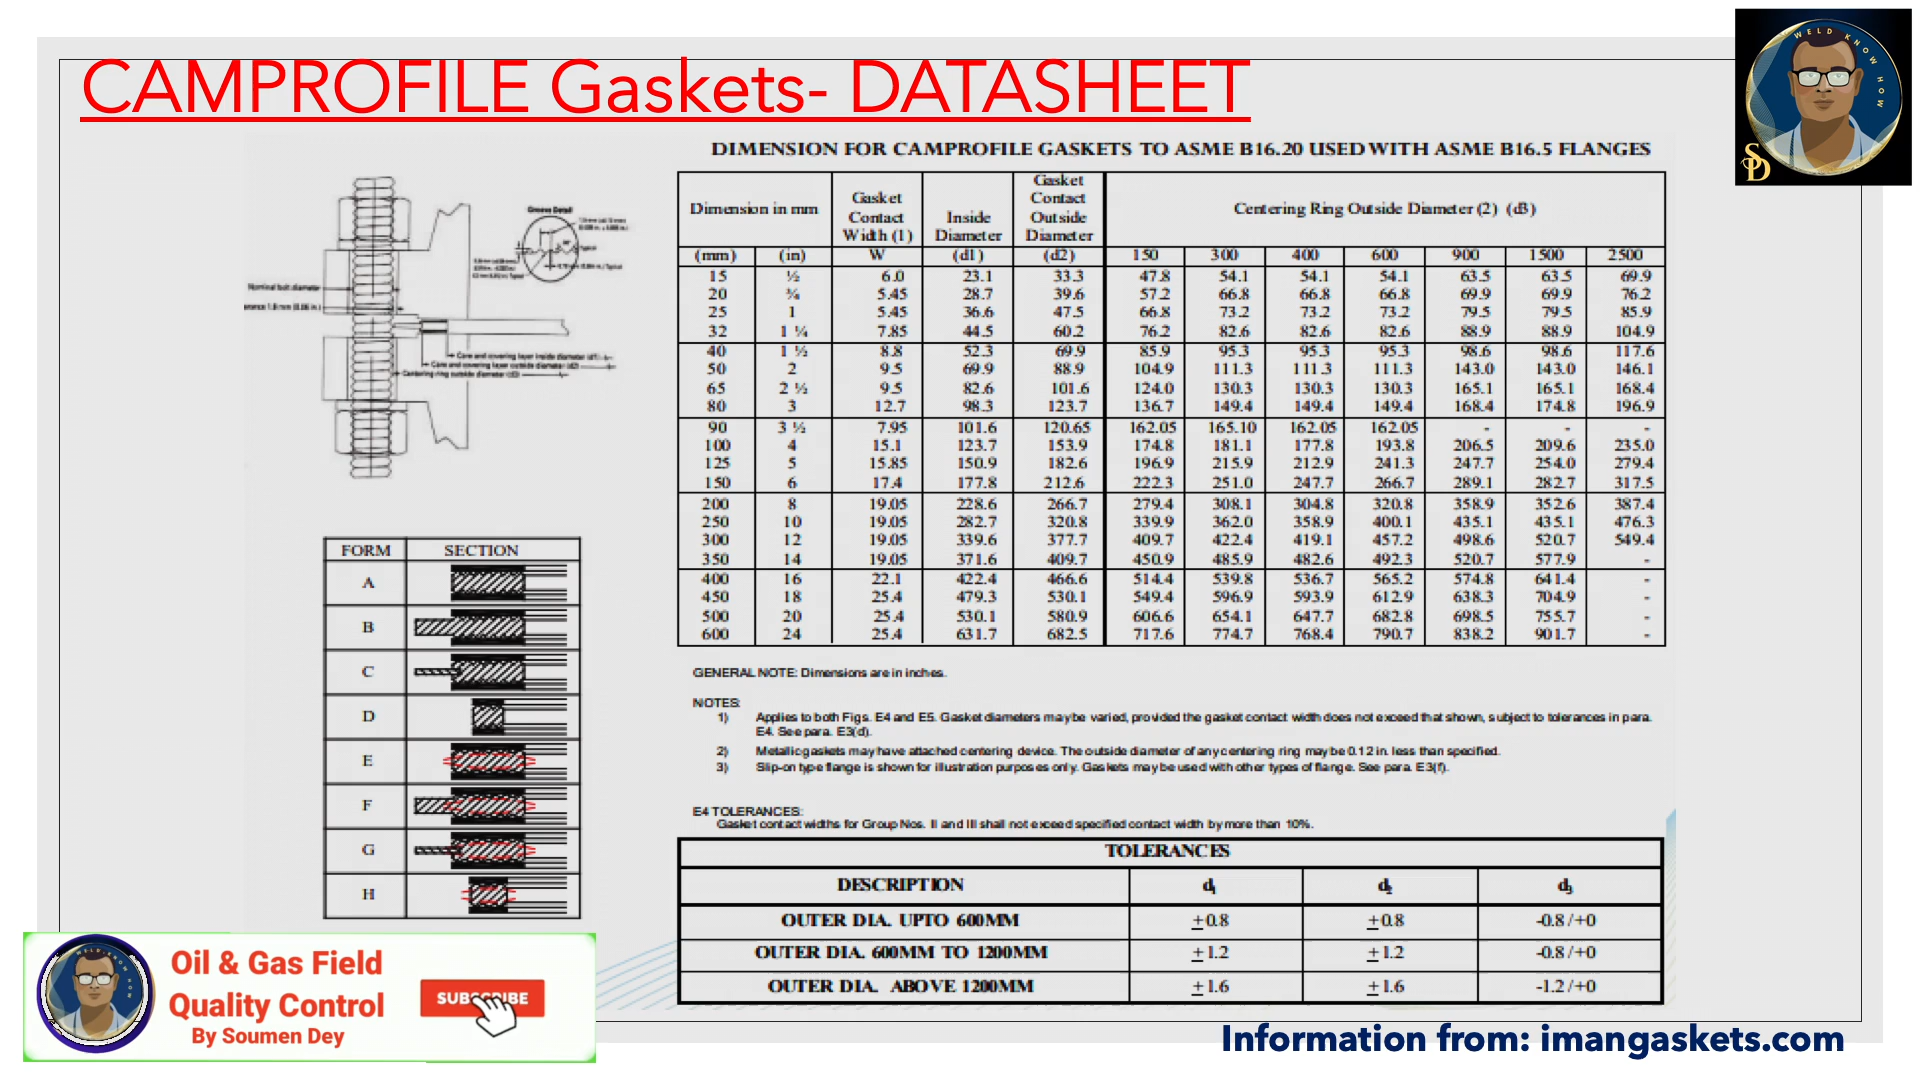 CAMPROFILE Gaskets- DATASHEET
WELD KNOW HOW
SD
DIMENSION FOR CAMPROFILE GASKETS TO ASME B16.20 USED WITH ASME B16.5 FLANGES
Dimension in mm | Gasket Contact Width (1) | Inside Diameter | Gasket Contact Outside Diameter | Centering Ring Outside Diameter (2) (d3)
(mm) (in) W (d1) (d2) 150 300 400 600 900 1500 2500
15 ½ 6.0 23.1 33.3 47.8 54.1 54.1 54.1 63.5 63.5 69.9
20 ¾ 5.45 28.7 39.6 57.2 66.8 66.8 66.8 69.9 69.9 76.2
25 1 5.45 36.6 47.5 66.8 73.2 73.2 73.2 79.5 79.5 85.9
32 1 ¼ 7.85 44.5 60.2 76.2 82.6 82.6 82.6 88.9 88.9 104.9
40 1 ½ 8.8 52.3 69.9 85.9 95.3 95.3 95.3 98.6 98.6 117.6
50 2 9.5 69.9 88.9 104.9 111.3 111.3 111.3 143.0 143.0 146.1
65 2 ½ 9.5 82.6 101.6 124.0 130.3 130.3 130.3 165.1 165.1 168.4
80 3 12.7 98.3 123.7 136.7 149.4 149.4 149.4 168.4 174.8 196.9
90 3 ½ 7.95 101.6 120.65 162.05 165.10 162.05 162.05 - - -
100 4 15.1 123.7 153.9 174.8 181.1 177.8 193.8 206.5 209.6 235.0
125 5 15.85 150.9 182.6 196.9 215.9 212.9 241.3 247.7 254.0 279.4
150 6 17.4 177.8 212.6 222.3 251.0 247.7 266.7 289.1 282.7 317.5
200 8 19.05 228.6 266.7 279.4 308.1 304.8 320.8 358.9 352.6 387.4
250 10 19.05 282.7 320.8 339.9 362.0 358.9 400.1 435.1 435.1 476.3
300 12 19.05 339.6 377.7 409.7 422.4 419.1 457.2 498.6 520.7 549.4
350 14 19.05 371.6 409.7 450.9 485.9 482.6 492.3 520.7 577.9 -
400 16 22.1 422.4 466.6 514.4 539.8 536.7 565.2 574.8 641.4 -
450 18 25.4 479.3 530.1 549.4 596.9 593.9 612.9 638.3 704.9 -
500 20 25.4 530.1 580.9 606.6 654.1 647.7 682.8 698.5 755.7 -
600 24 25.4 631.7 682.5 717.6 774.7 768.4 790.7 838.2 901.7 -
GENERAL NOTE: Dimensions are in inches.
NOTES:
1) Applies to both Figs. E4 and E5. Gasket diameters may be varied, provided the gasket contact width does not exceed that shown, subject to tolerances in para.
E4. See para. E3(d).
2) Metallic gaskets may have attached centering device. The outside diameter of any centering ring may be 0.12 in. less than specified.
3) Slip-on type flange is shown for illustration purposes only. Gaskets may be used with other types of flange. See para. E3(f).
E4 TOLERANCES:
Gasket contact widths for Group Nos. II and III shall not exceed specified contact width by more than 10%.
TOLERANCES
DESCRIPTION d1 d2 d3
OUTER DIA. UPTO 600MM ±0.8 ±0.8 -0.8/+0
OUTER DIA. 600MM TO 1200MM ±1.2 ±1.2 -0.8/+0
OUTER DIA. ABOVE 1200MM ±1.6 ±1.6 -1.2/+0
Groove Detail
Nominal bolt diameter
Core and covering layer inside diameter (d1)
Core and covering layer outside diameter (d2)
Centering ring outside diameter (d3)
FORM SECTION
A
B
C
D
E
F
G
H
Oil & Gas Field
Quality Control
By Soumen Dey
SUBSCRIBE
Information from: imangaskets.com